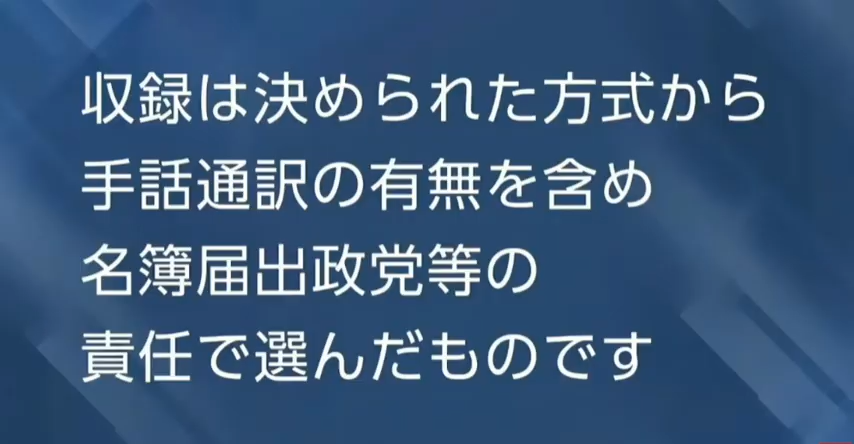 収録は決められた方式から
手話通訳の有無を含め
名簿届出政党等の
責任で選んだものです